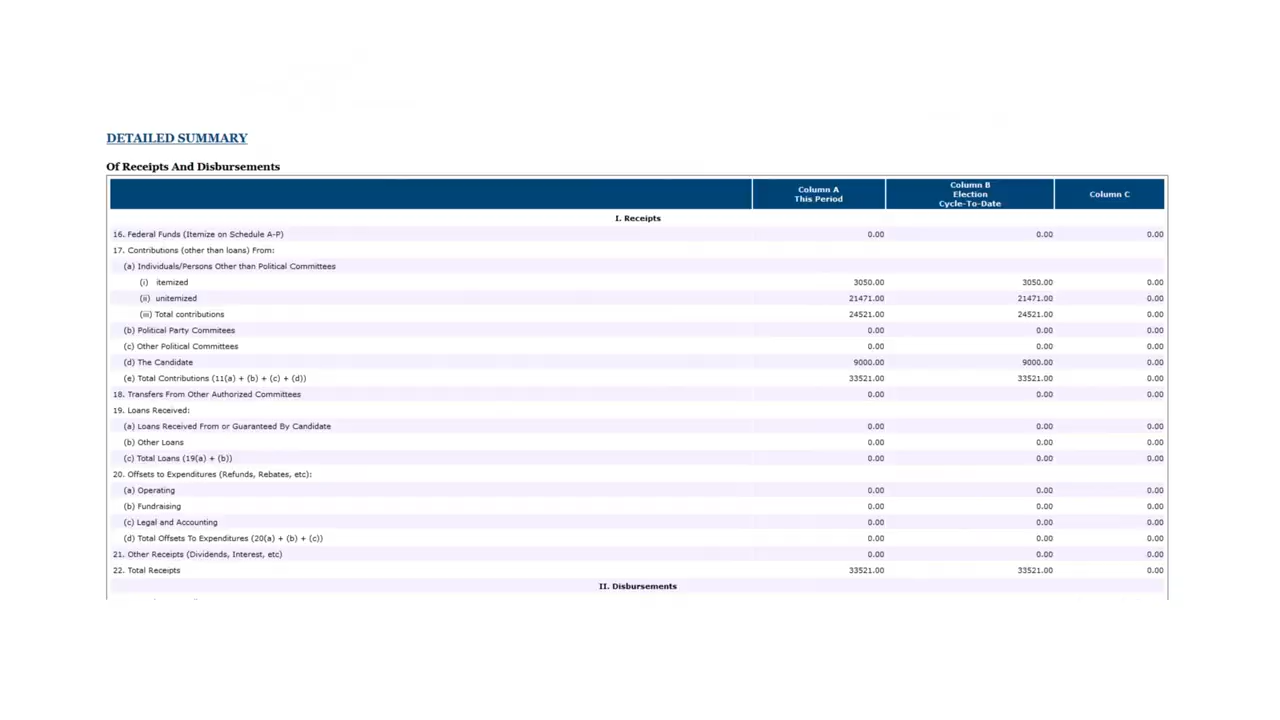 DETAILED SUMMARY
Of Receipts And Disbursements
Column A This Period Column B Election Cycle-To-Date Column C
I. Receipts
16. Federal Funds (Itemize on Schedule A-P) 0.00 0.00 0.00
17. Contributions (other than loans) From:
(a) Individuals/Persons Other than Political Committees
(i) itemized 3050.00 3050.00 0.00
(ii) unitemized 21471.00 21471.00 0.00
(iii) Total contributions 24521.00 24521.00 0.00
(b) Political Party Commitees 0.00 0.00 0.00
(c) Other Political Committees 0.00 0.00 0.00
(d) The Candidate 9000.00 9000.00 0.00
(e) Total Contributions (11(a) + (b) + (c) + (d)) 33521.00 33521.00 0.00
18. Transfers From Other Authorized Committees 0.00 0.00 0.00
19. Loans Received:
(a) Loans Received From or Guaranteed By Candidate 0.00 0.00 0.00
(b) Other Loans 0.00 0.00 0.00
(c) Total Loans (19(a) + (b)) 0.00 0.00 0.00
20. Offsets to Expenditures (Refunds, Rebates, etc):
(a) Operating 0.00 0.00 0.00
(b) Fundraising 0.00 0.00 0.00
(c) Legal and Accounting 0.00 0.00 0.00
(d) Total Offsets To Expenditures (20(a) + (b) + (c)) 0.00 0.00 0.00
21. Other Receipts (Dividends, Interest, etc) 0.00 0.00 0.00
22. Total Receipts 33521.00 33521.00 0.00
II. Disbursements